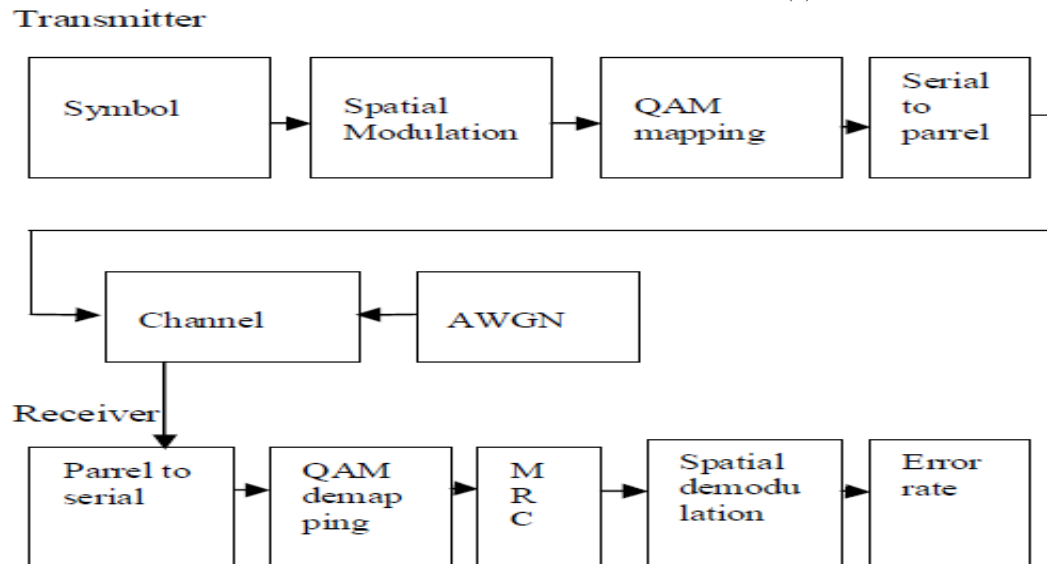 Transmitter
Symbol
Spatial
Modulation
QAM
mapping
Serial
to
parrel
Channel
AWGN
Receiver
Parrel to
serial
QAM
demap
ping
M
R
C
Spatial
demodu
lation
Error
rate